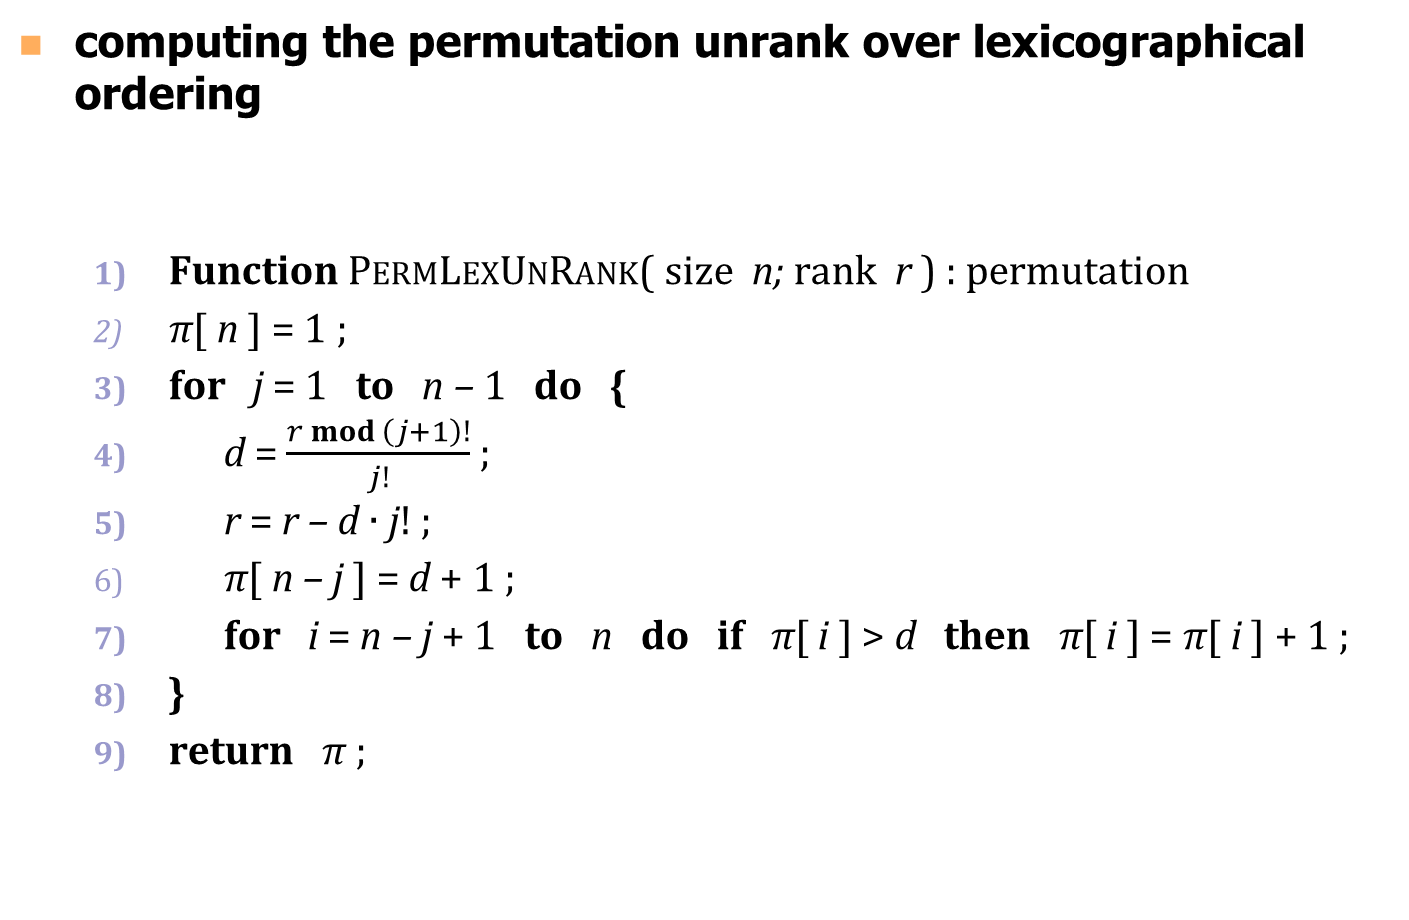 computing the permutation unrank over lexicographical
ordering
1) Function PERMLEXUNRANK( size n; rank r ) : permutation
2) π[ n ] = 1 ;
3) for j = 1 to n – 1 do {
4) d = r mod (j+1)! / j! ;
5) r = r – d · j! ;
6) π[ n – j ] = d + 1 ;
7) for i = n – j + 1 to n do if π[ i ] > d then π[ i ] = π[ i ] + 1 ;
8) }
9) return π ;